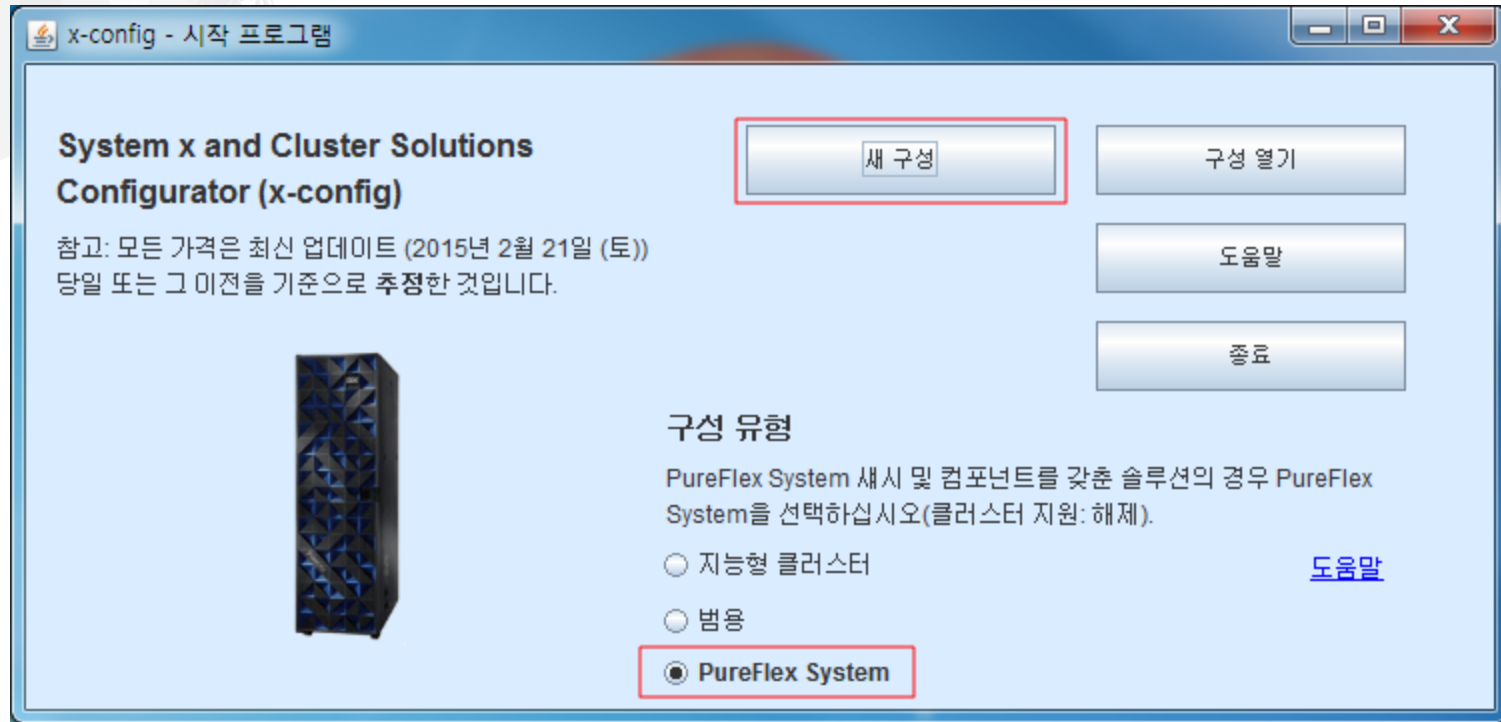 x-config - 시작 프로그램
System x and Cluster Solutions
Configurator (x-config)
참고: 모든 가격은 최신 업데이트 (2015년 2월 21일 (토))
당일 또는 그 이전을 기준으로 추정한 것입니다.
새 구성
구성 열기
도움말
종료
구성 유형
PureFlex System 섀시 및 컴포넌트를 갖춘 솔루션의 경우 PureFlex
System을 선택하십시오(클러스터 지원: 해제).
지능형 클러스터
도움말
범용
PureFlex System